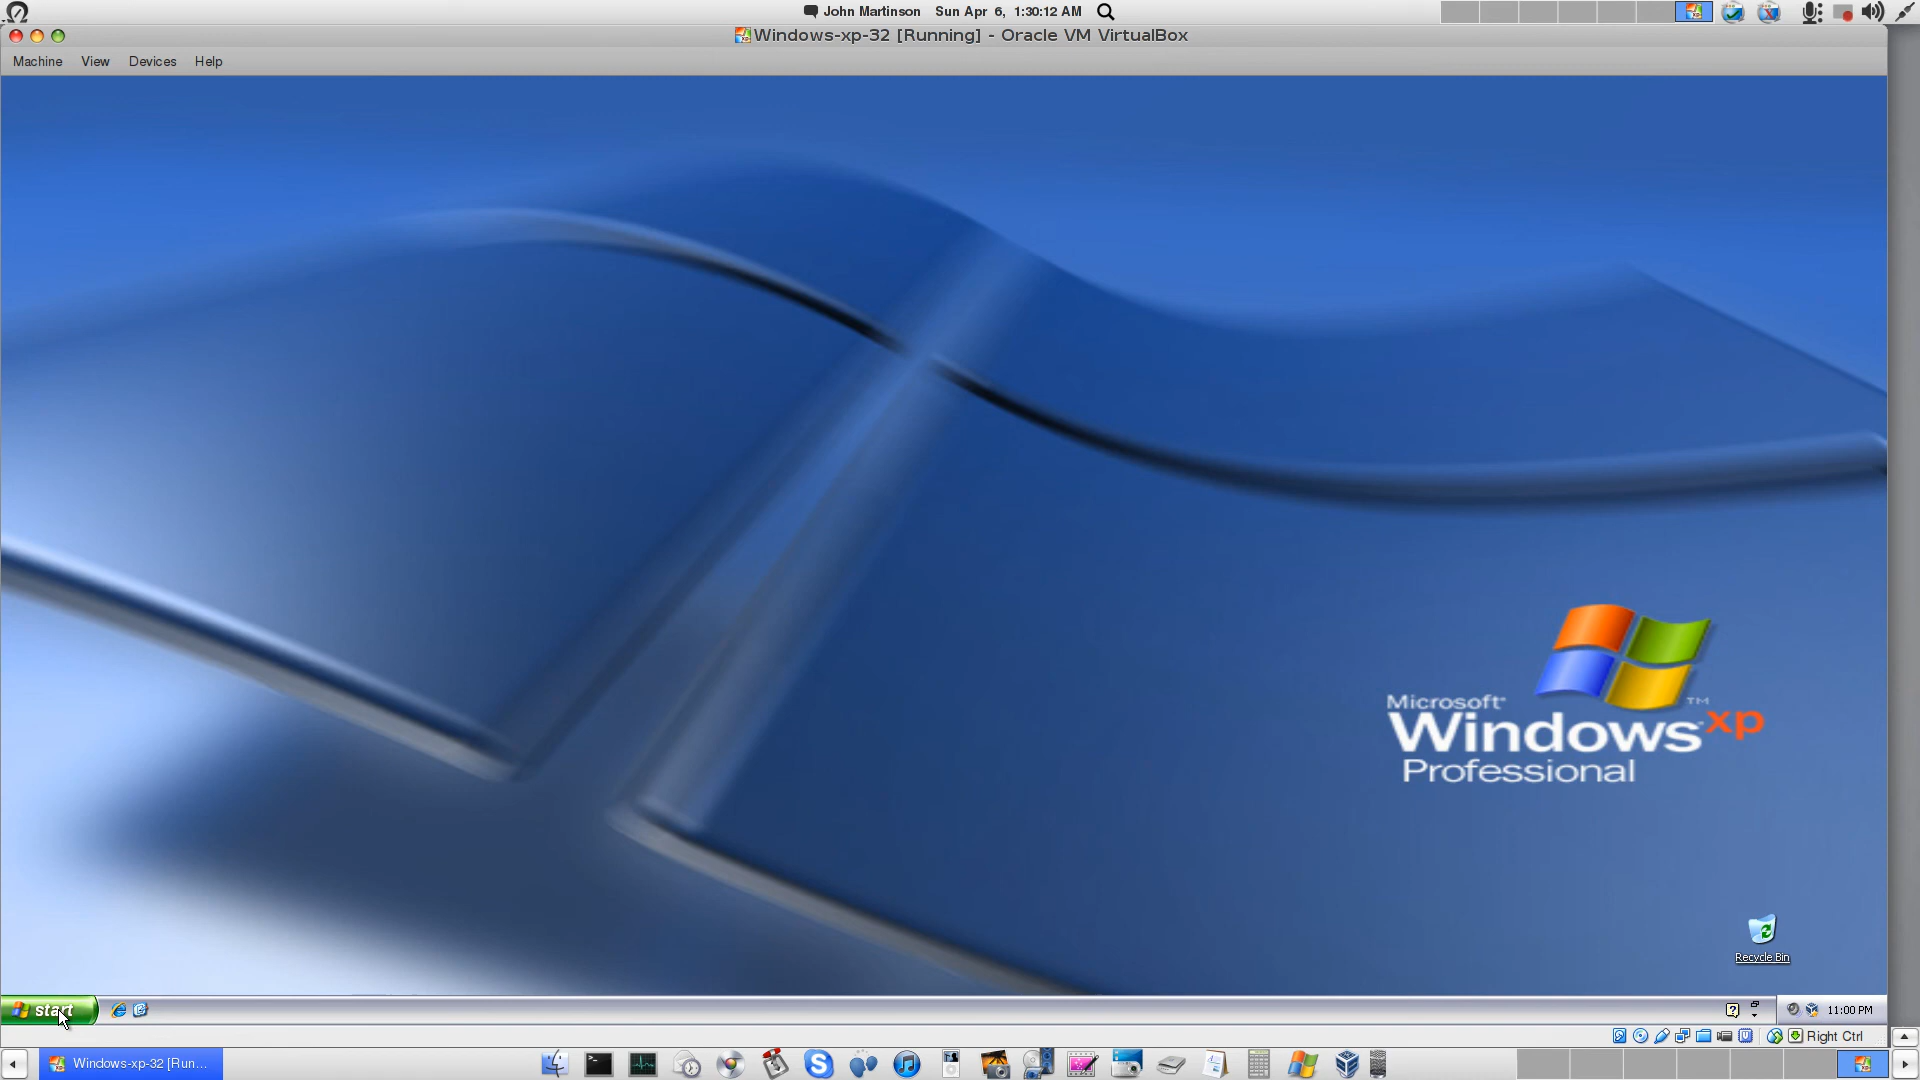 John Martinson Sun Apr 6, 1:30:12 AM
Windows-xp-32 [Running] - Oracle VM VirtualBox
Machine View Devices Help
Microsoft®
Windows xp ™
Professional
Recycle Bin
start
11:00 PM
Right Ctrl
Windows-xp-32 [Run...